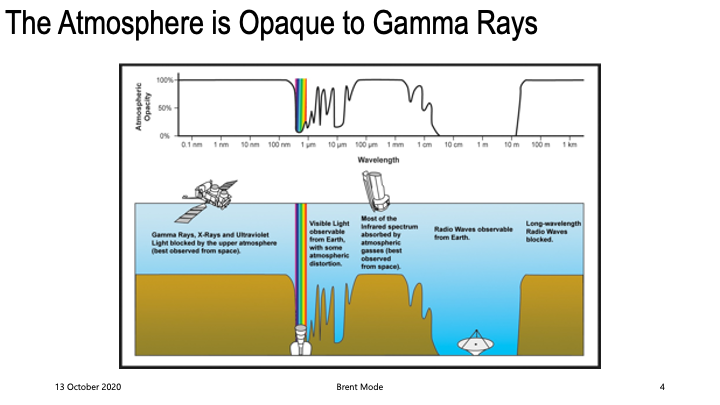 The Atmosphere is Opaque to Gamma Rays
Atmospheric
Opacity
100%
50%
0%
0.1 nm 1 nm 10 nm 100 nm 1 μm 10 μm 100 μm 1 mm 1 cm 10 cm 1 m 10 m 100 m 1 km
Wavelength
Gamma Rays, X-Rays and Ultraviolet
Light blocked by the upper atmosphere
(best observed from space).
Visible Light
observable
from Earth,
with some
atmospheric
distortion.
Most of the
Infrared spectrum
absorbed by
atmospheric
gasses (best
observed
from space).
Radio Waves observable
from Earth.
Long-wavelength
Radio Waves
blocked.
13 October 2020
Brent Mode
4